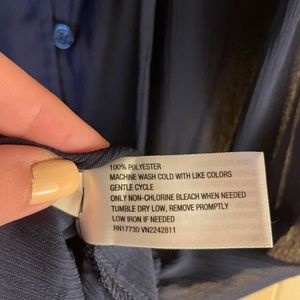 100% POLYESTER
MACHINE WASH COLD WITH LIKE COLORS
GENTLE CYCLE
ONLY NON-CHLORINE BLEACH WHEN NEEDED
TUMBLE DRY LOW, REMOVE PROMPTLY
LOW IRON IF NEEDED
RN17730 VN2242811